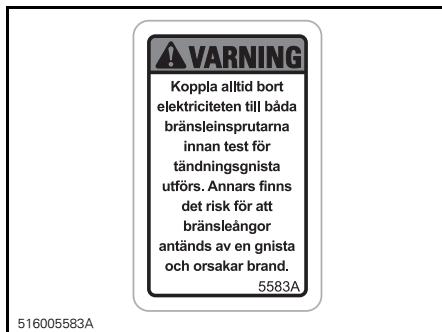 VARNING
Koppla alltid bort
elektriciteten till båda
bränsleinsprutarna
innan test för
tändningsgnista
utförs. Annars finns
det risk för att
bränsleångor
antänds av en gnista
och orsakar brand.
5583A
516005583A